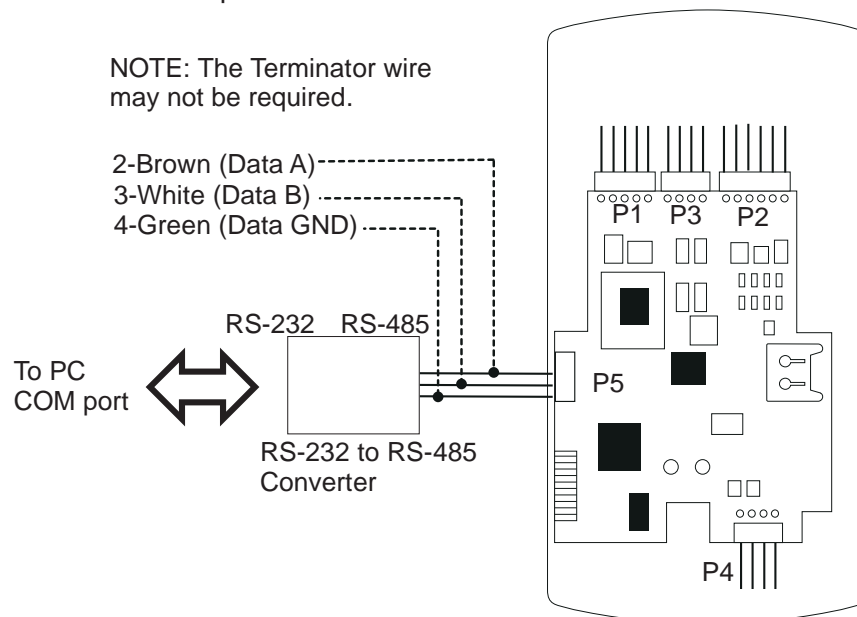 NOTE: The Terminator wire
may not be required.
2-Brown (Data A)
3-White (Data B)
4-Green (Data GND)
P1 P3 P2
RS-232 RS-485
To PC
COM port
P5
RS-232 to RS-485
Converter
P4